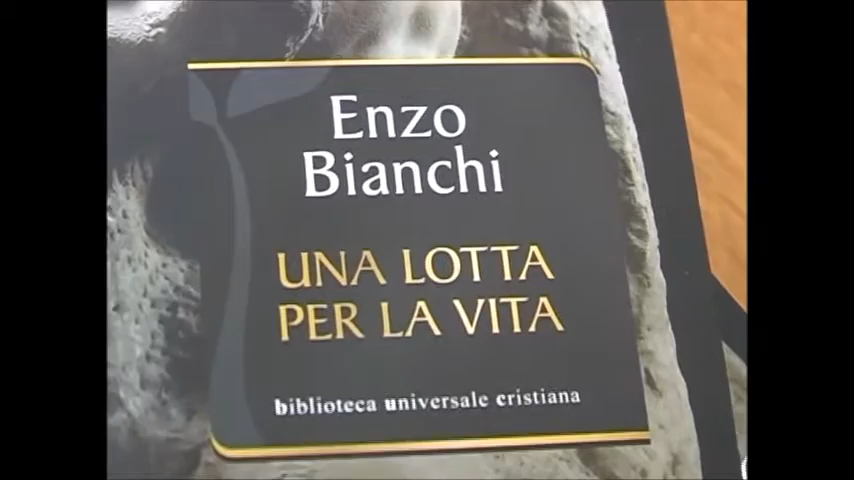 Enzo
Bianchi
UNA LOTTA
PER LA VITA
biblioteca universale cristiana